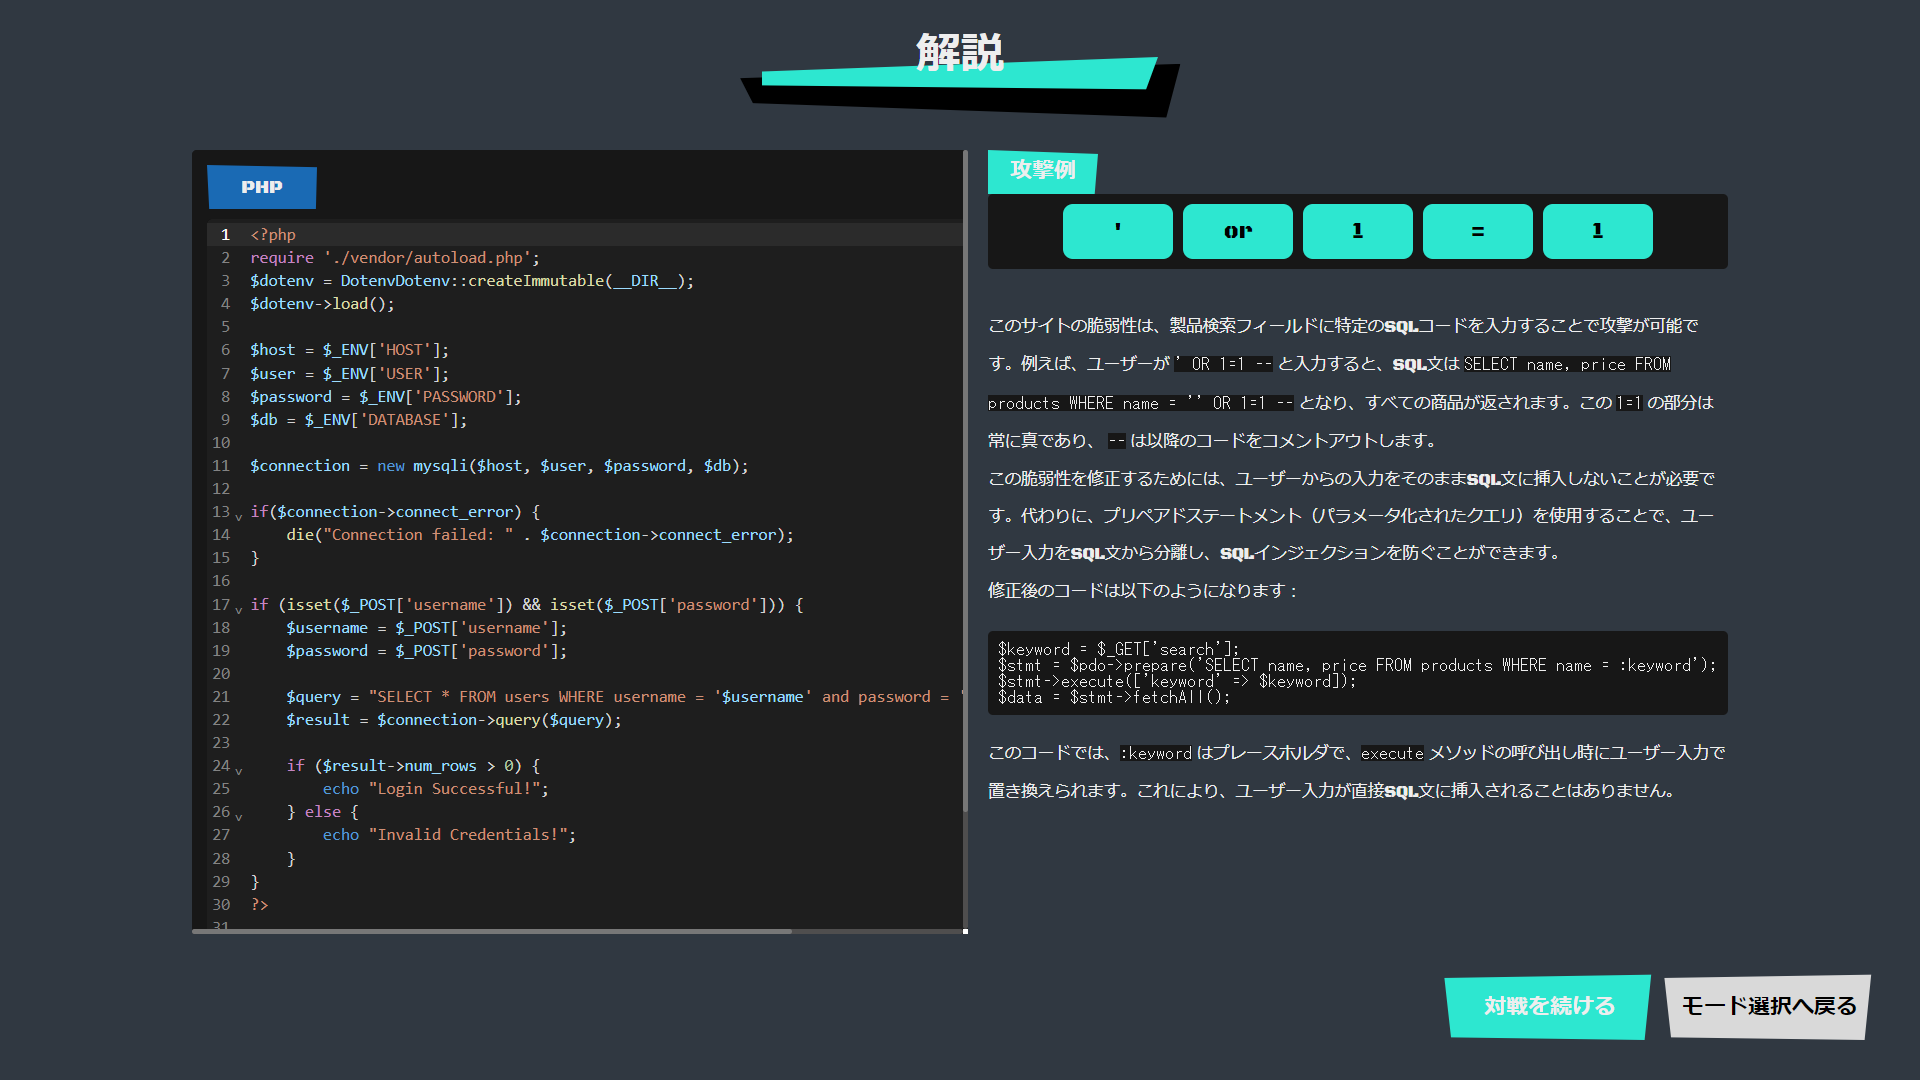 解説
PHP
1 <?php
2 require './vendor/autoload.php';
3 $dotenv = DotenvDotenv::createImmutable(__DIR__);
4 $dotenv->load();
5
6 $host = $_ENV['HOST'];
7 $user = $_ENV['USER'];
8 $password = $_ENV['PASSWORD'];
9 $db = $_ENV['DATABASE'];
10
11 $connection = new mysqli($host, $user, $password, $db);
12
13 if($connection->connect_error) {
14     die("Connection failed: " . $connection->connect_error);
15 }
16
17 if (isset($_POST['username']) && isset($_POST['password'])) {
18     $username = $_POST['username'];
19     $password = $_POST['password'];
20
21     $query = "SELECT * FROM users WHERE username = '$username' and password = '
22     $result = $connection->query($query);
23
24     if ($result->num_rows > 0) {
25         echo "Login Successful!";
26     } else {
27         echo "Invalid Credentials!";
28     }
29 }
30 ?>
31
攻撃例
' or 1 = 1
このサイトの脆弱性は、製品検索フィールドに特定のSQLコードを入力することで攻撃が可能で
す。例えば、ユーザーが ' OR 1=1 -- と入力すると、SQL文は SELECT name, price FROM
products WHERE name = '' OR 1=1 -- となり、すべての商品が返されます。この 1=1 の部分は
常に真であり、 -- は以降のコードをコメントアウトします。
この脆弱性を修正するためには、ユーザーからの入力をそのままSQL文に挿入しないことが必要で
す。代わりに、プリペアドステートメント（パラメータ化されたクエリ）を使用することで、ユー
ザー入力をSQL文から分離し、SQLインジェクションを防ぐことができます。
修正後のコードは以下のようになります：
$keyword = $_GET['search'];
$stmt = $pdo->prepare('SELECT name, price FROM products WHERE name = :keyword');
$stmt->execute(['keyword' => $keyword]);
$data = $stmt->fetchAll();
このコードでは、:keyword はプレースホルダで、execute メソッドの呼び出し時にユーザー入力で
置き換えられます。これにより、ユーザー入力が直接SQL文に挿入されることはありません。
対戦を続ける
モード選択へ戻る